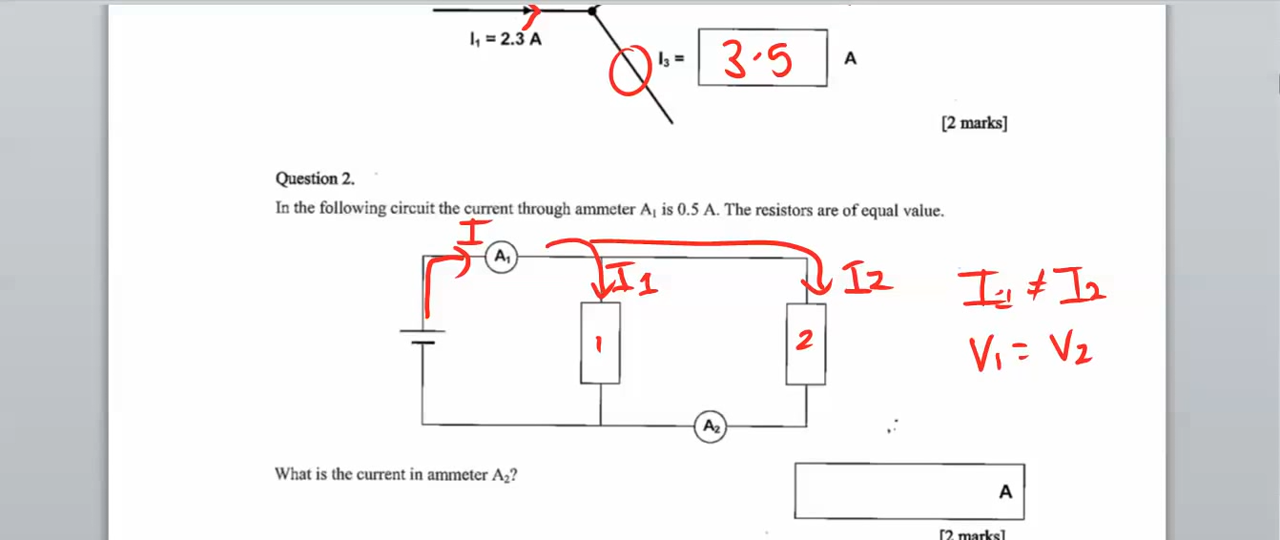 I₁ = 2.3 A
I₃ = 3.5 A
[2 marks]
Question 2.
In the following circuit the current through ammeter A₁ is 0.5 A. The resistors are of equal value.
I
A₁
I1
I2
I₁ ≠ I₂
1
2
V₁ = V₂
A₂
What is the current in ammeter A₂?
A
[2 marks]